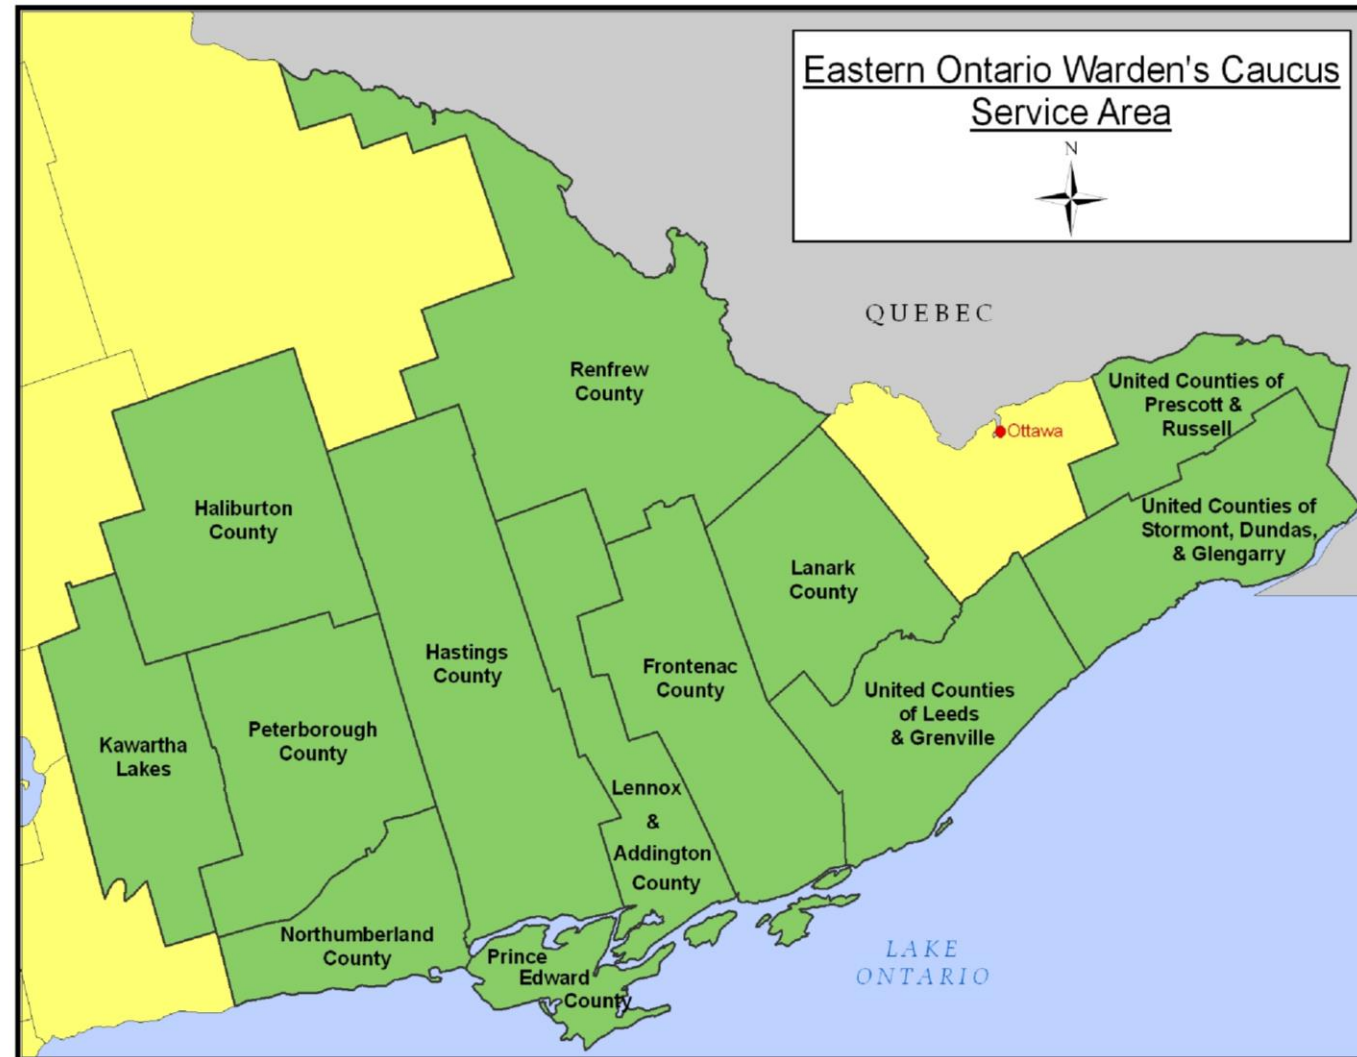 Eastern Ontario Warden's Caucus
Service Area
N
QUEBEC
Renfrew
County
United Counties of
Prescott &
Russell
Ottawa
Haliburton
County
United Counties of
Stormont, Dundas,
& Glengarry
Lanark
County
Hastings
County
Frontenac
County
United Counties
of Leeds
& Grenville
Peterborough
County
Kawartha
Lakes
Lennox
&
Addington
County
Northumberland
County
Prince
Edward
County
LAKE
ONTARIO